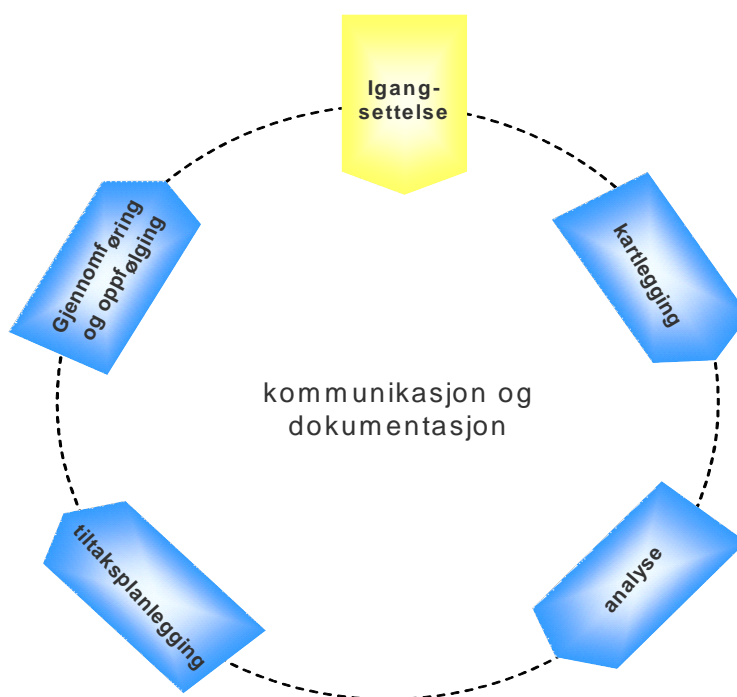 Igang-
settelse
kartlegging
analyse
tiltaksplanlegging
Gjennomføring
og oppfølging
kommunikasjon og
dokumentasjon